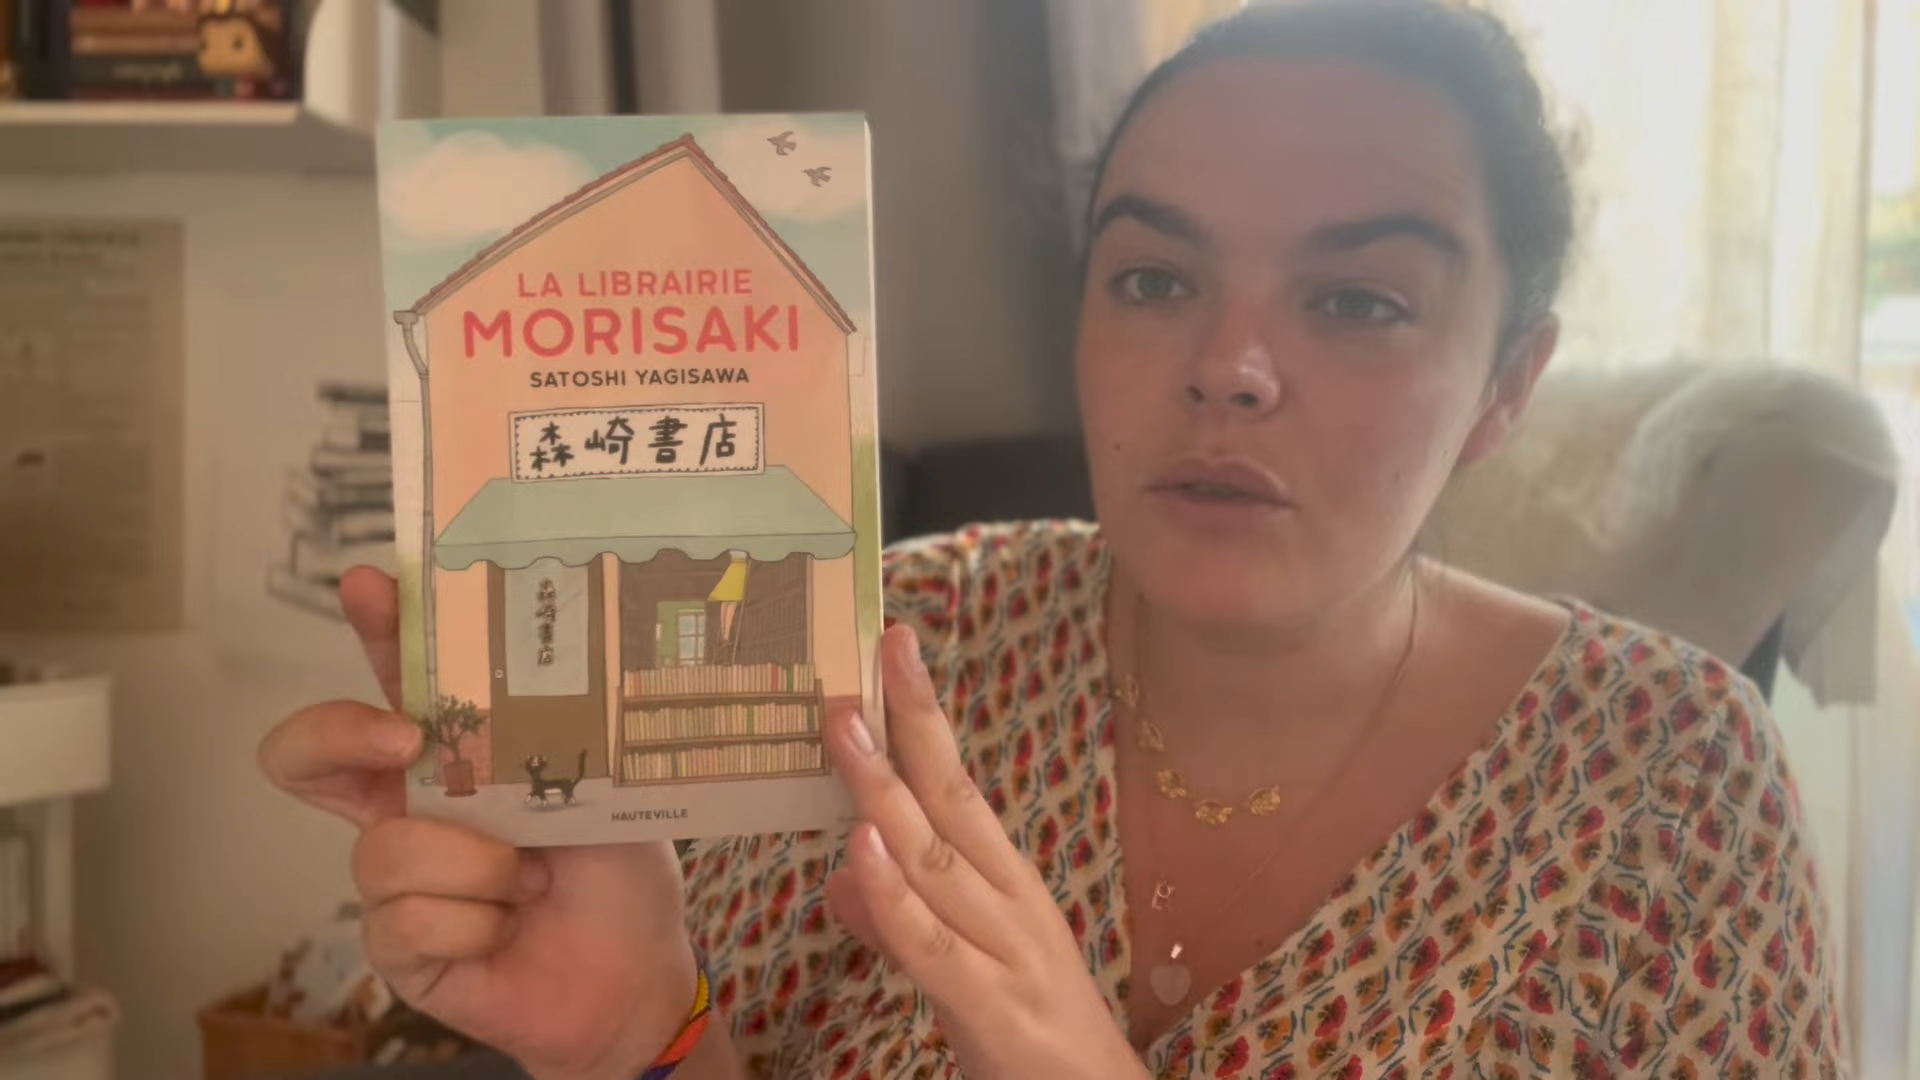 LA LIBRAIRIE
MORISAKI
SATOSHI YAGISAWA
森崎書店
森崎書店
HAUTEVILLE